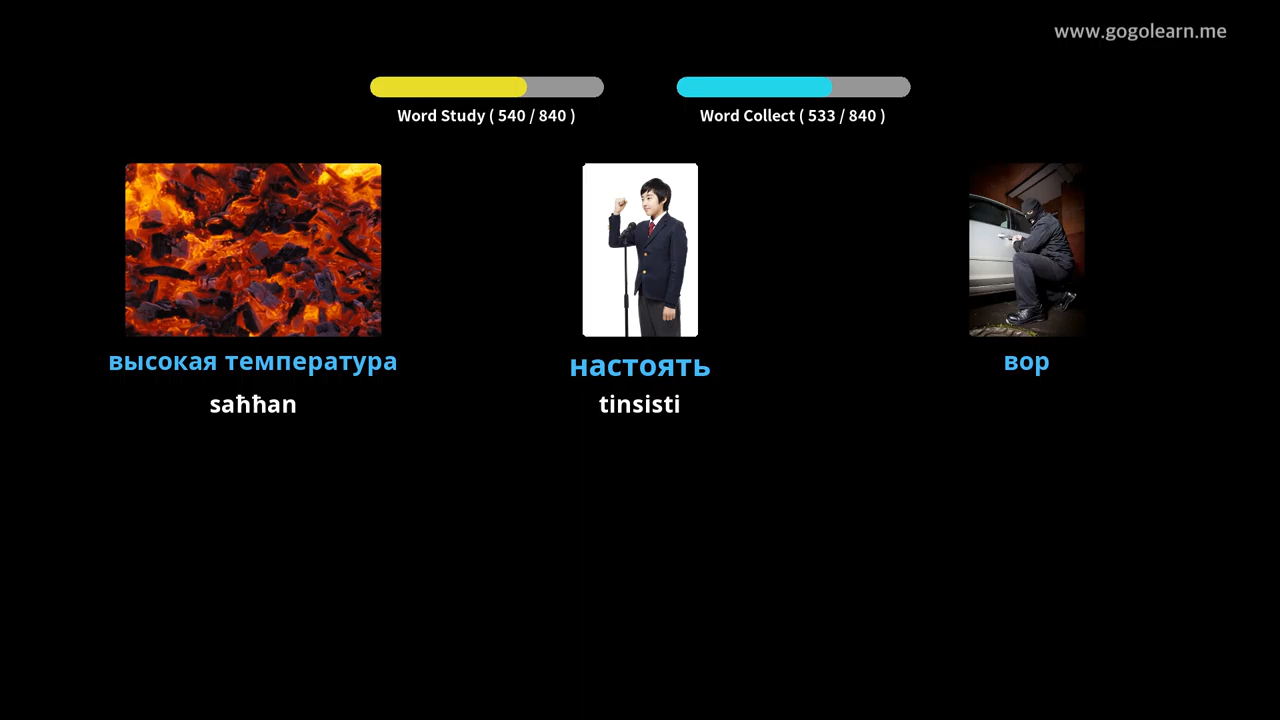 www.gogolearn.me
Word Study ( 540 / 840 )
Word Collect ( 533 / 840 )
высокая температура
настоять
вор
saħħan
tinsisti